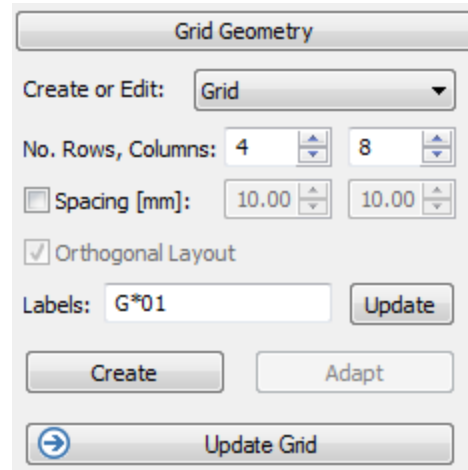 Grid Geometry
Create or Edit: Grid
No. Rows, Columns: 4 8
Spacing [mm]: 10.00 10.00
Orthogonal Layout
Labels: G*01 Update
Create Adapt
Update Grid